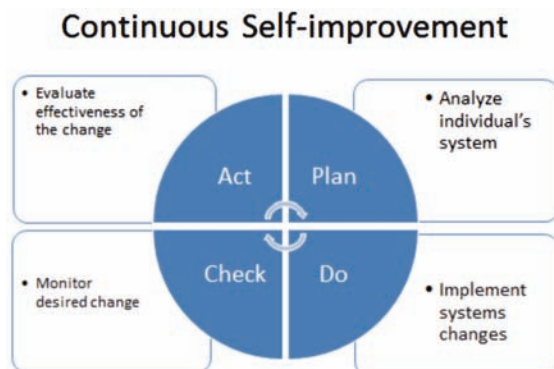 Continuous Self-improvement
• Evaluate
effectiveness of
the change
• Analyze
individual's
system
Act
Plan
Check
Do
• Monitor
desired change
• Implement
systems
changes